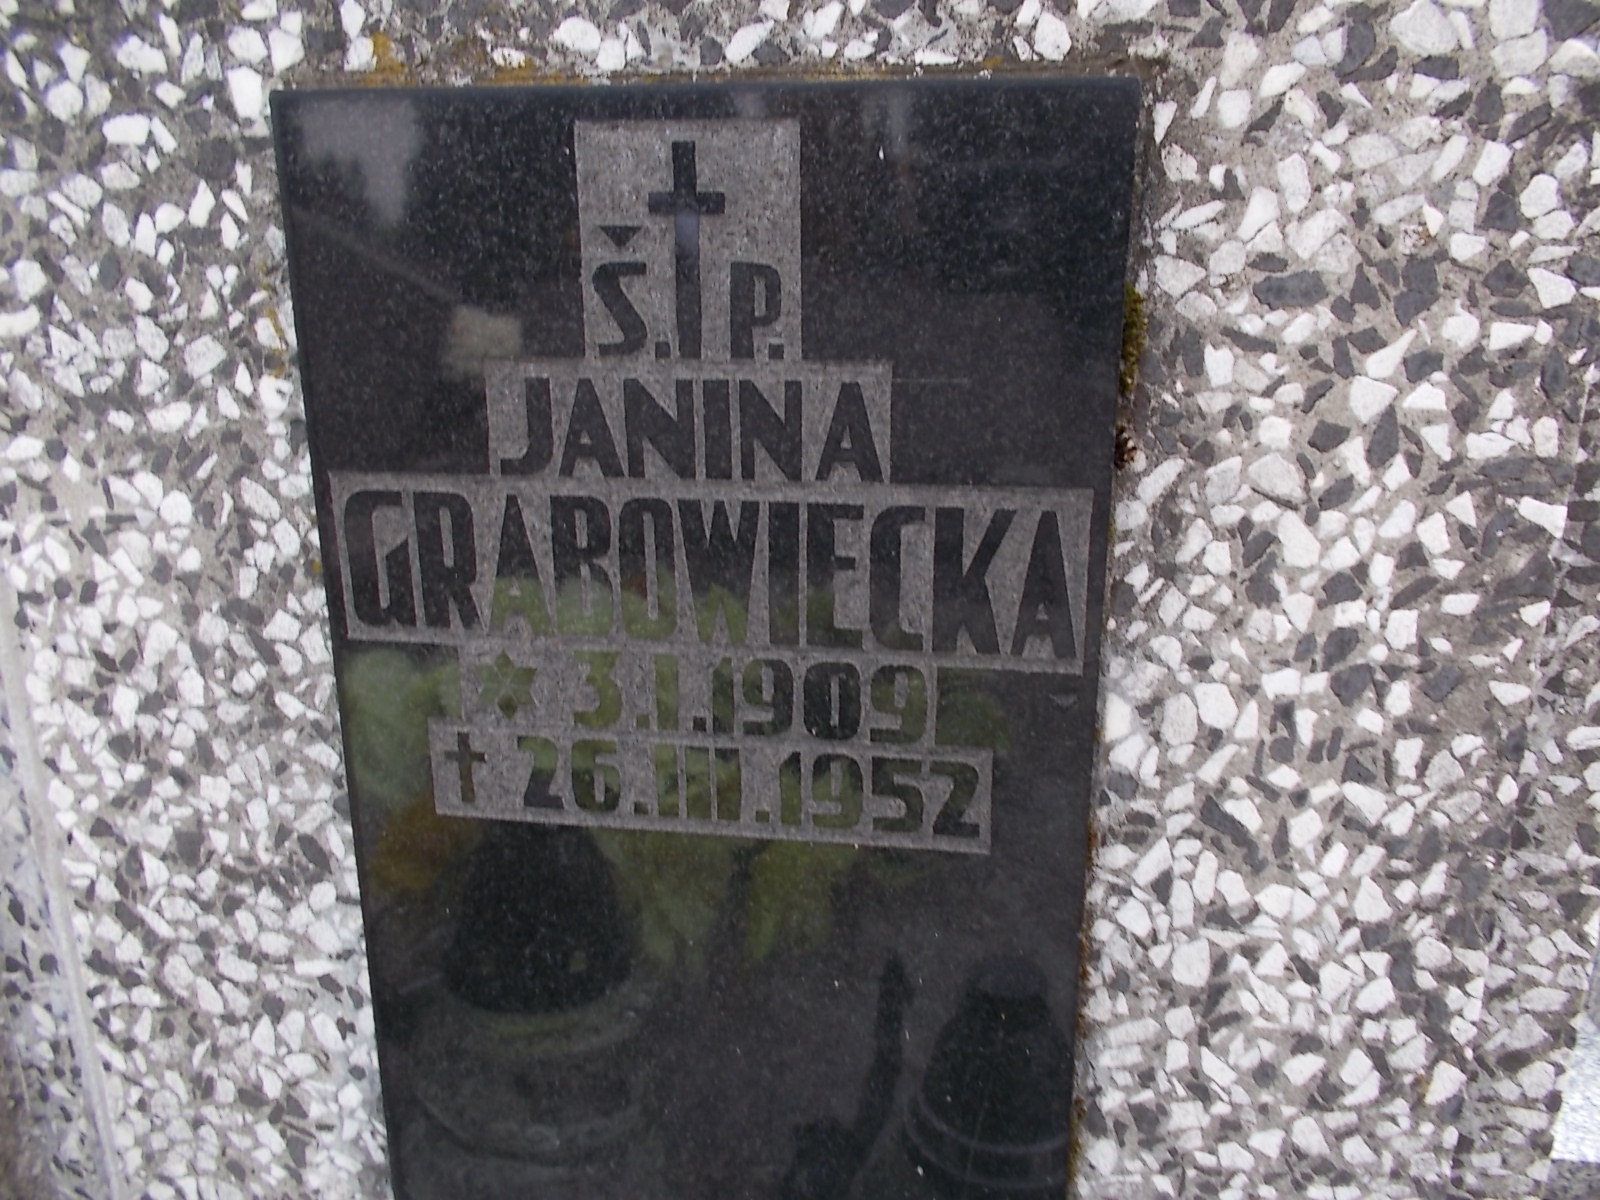 Ś. P.
JANINA
GRABOWIECKA
* 3.I.1909
† 26.III.1952